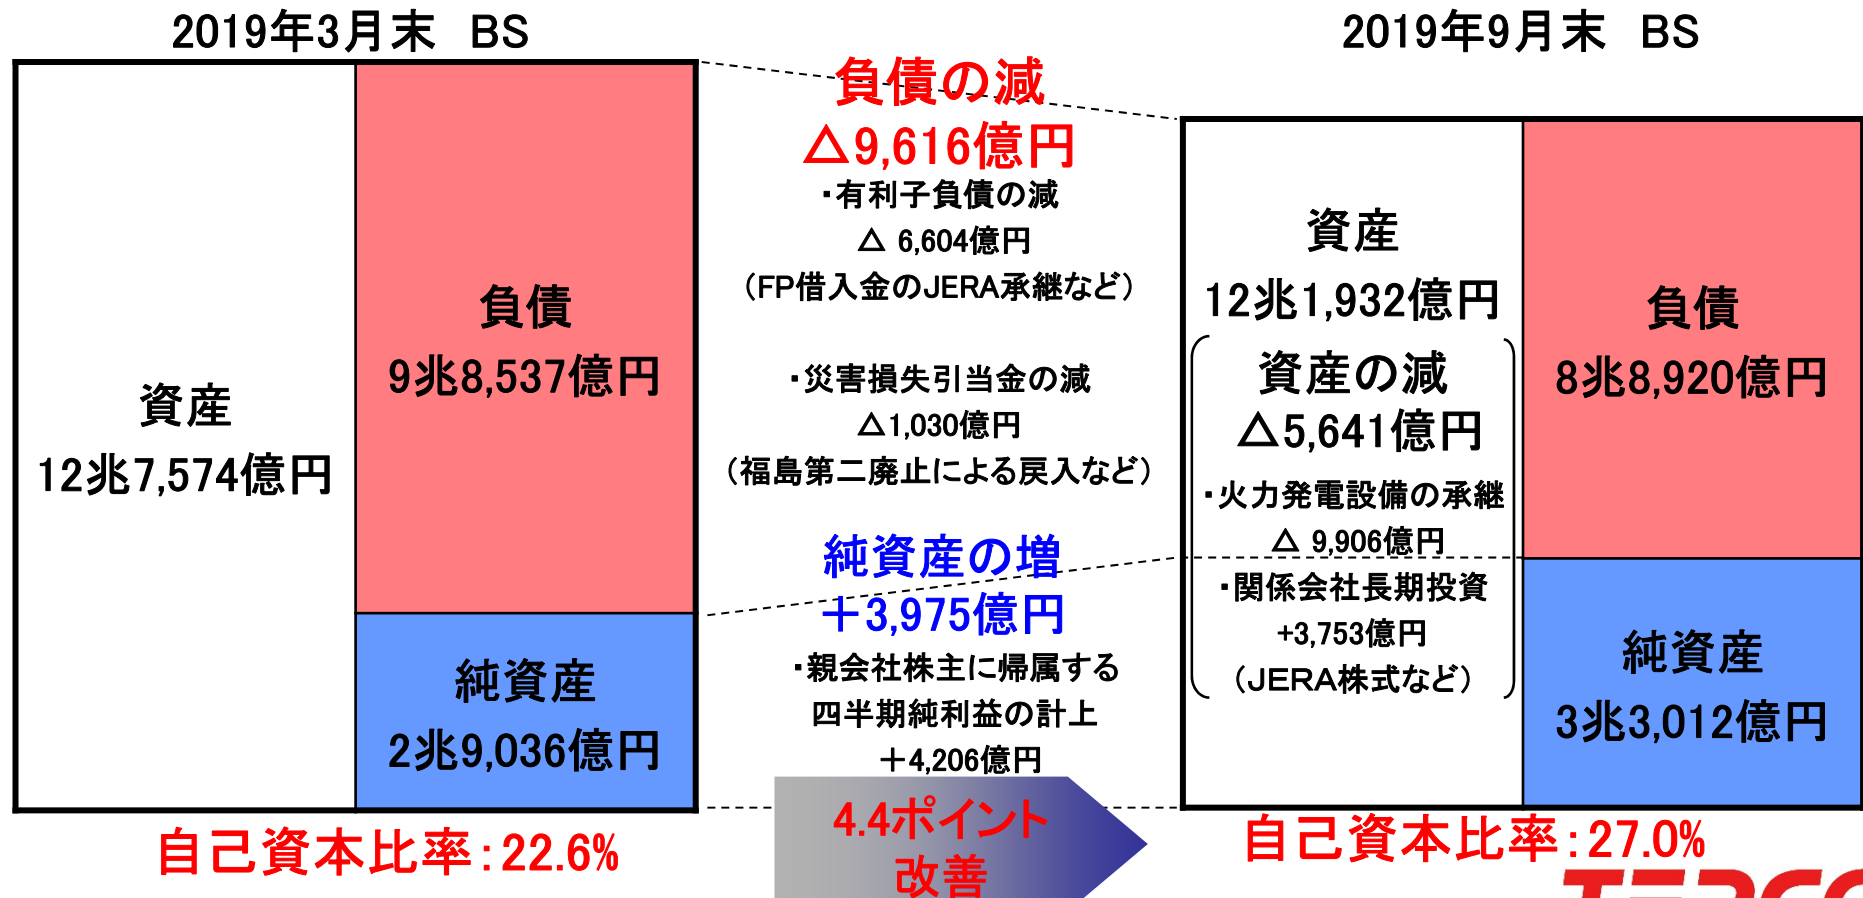 2019年3月末　BS
資産
12兆7,574億円
負債
9兆8,537億円
純資産
2兆9,036億円
自己資本比率：22.6%
負債の減
△9,616億円
・有利子負債の減
△ 6,604億円
（FP借入金のJERA承継など）
・災害損失引当金の減
△1,030億円
（福島第二廃止による戻入など）
純資産の増
＋3,975億円
・親会社株主に帰属する
四半期純利益の計上
＋4,206億円
4.4ポイント
改善
2019年9月末　BS
資産
12兆1,932億円
資産の減
△5,641億円
・火力発電設備の承継
△ 9,906億円
・関係会社長期投資
+3,753億円
（JERA株式など）
負債
8兆8,920億円
純資産
3兆3,012億円
自己資本比率：27.0%